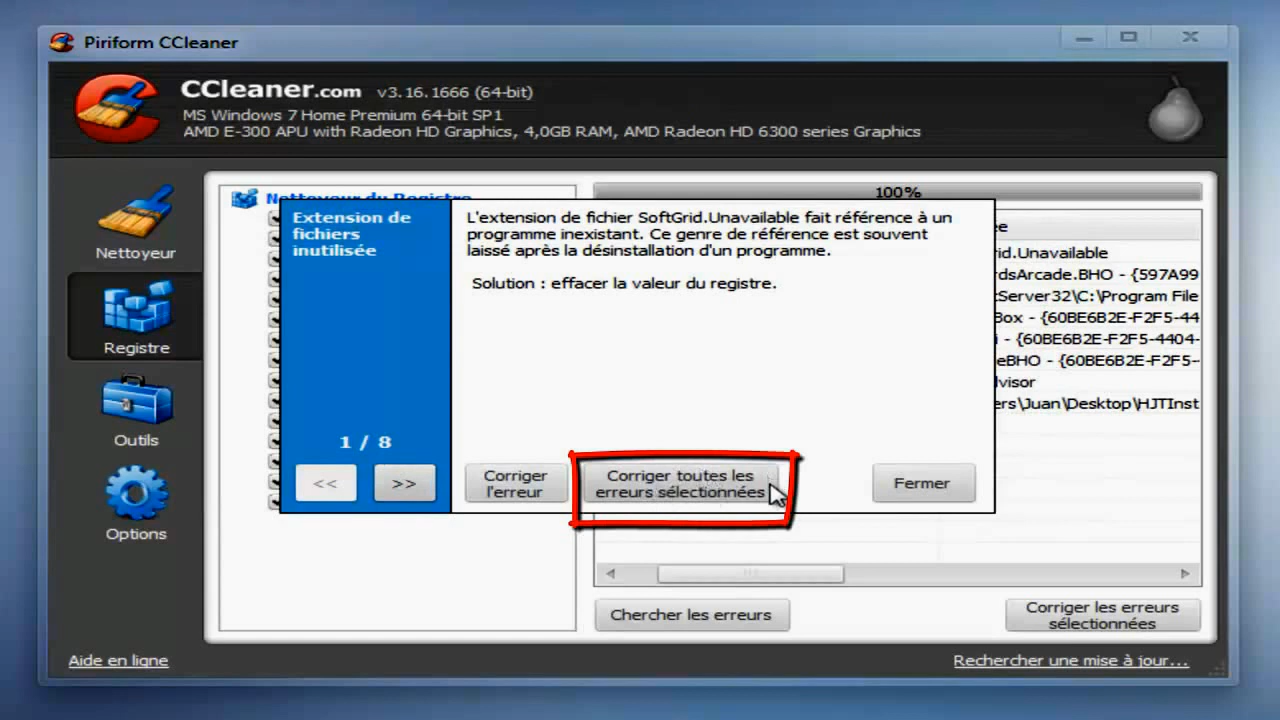 Piriform CCleaner
CCleaner.com v3.16.1666 (64-bit)
MS Windows 7 Home Premium 64-bit SP1
AMD E-300 APU with Radeon HD Graphics, 4,0GB RAM, AMD Radeon HD 6300 series Graphics
Nettoyeur
Registre
Outils
Options
Nettoyeur du Registre
100%
Extension de
fichiers
inutilisée
1 / 8
<<
>>
L'extension de fichier SoftGrid.Unavailable fait référence à un
programme inexistant. Ce genre de référence est souvent
laissé après la désinstallation d'un programme.
Solution : effacer la valeur du registre.
Corriger
l'erreur
Corriger toutes les
erreurs sélectionnées
Fermer
id.Unavailable
rdsArcade.BHO - {597A99
tServer32\C:\Program File
Box - {60BE6B2E-F2F5-44
i - {60BE6B2E-F2F5-4404-
eBHO - {60BE6B2E-F2F5-
lvisor
ers\Juan\Desktop\HJTInst
Chercher les erreurs
Corriger les erreurs
sélectionnées
Aide en ligne
Rechercher une mise à jour...